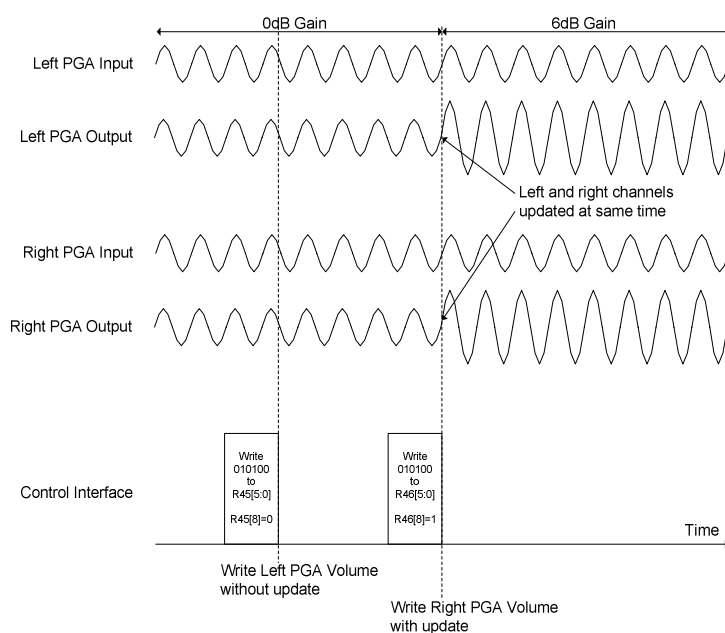 0dB Gain
6dB Gain
Left PGA Input
Left PGA Output
Left and right channels
updated at same time
Right PGA Input
Right PGA Output
Control Interface
Write
010100
to
R45[5:0]
R45[8]=0
Write
010100
to
R46[5:0]
R46[8]=1
Time
Write Left PGA Volume
without update
Write Right PGA Volume
with update